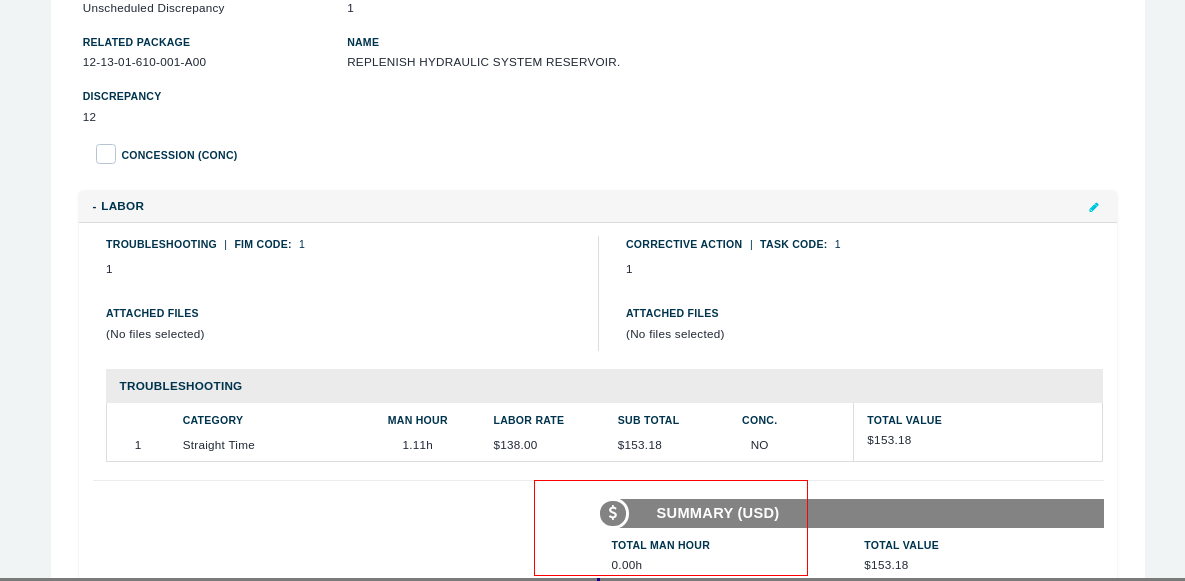 Unscheduled Discrepancy 1
RELATED PACKAGE NAME
12-13-01-610-001-A00 REPLENISH HYDRAULIC SYSTEM RESERVOIR.
DISCREPANCY
12
CONCESSION (CONC)
- LABOR
TROUBLESHOOTING | FIM CODE: 1 CORRECTIVE ACTION | TASK CODE: 1
1 1
ATTACHED FILES ATTACHED FILES
(No files selected) (No files selected)
TROUBLESHOOTING
CATEGORY MAN HOUR LABOR RATE SUB TOTAL CONC. TOTAL VALUE
1 Straight Time 1.11h $138.00 $153.18 NO $153.18
$ SUMMARY (USD)
TOTAL MAN HOUR TOTAL VALUE
0.00h $153.18